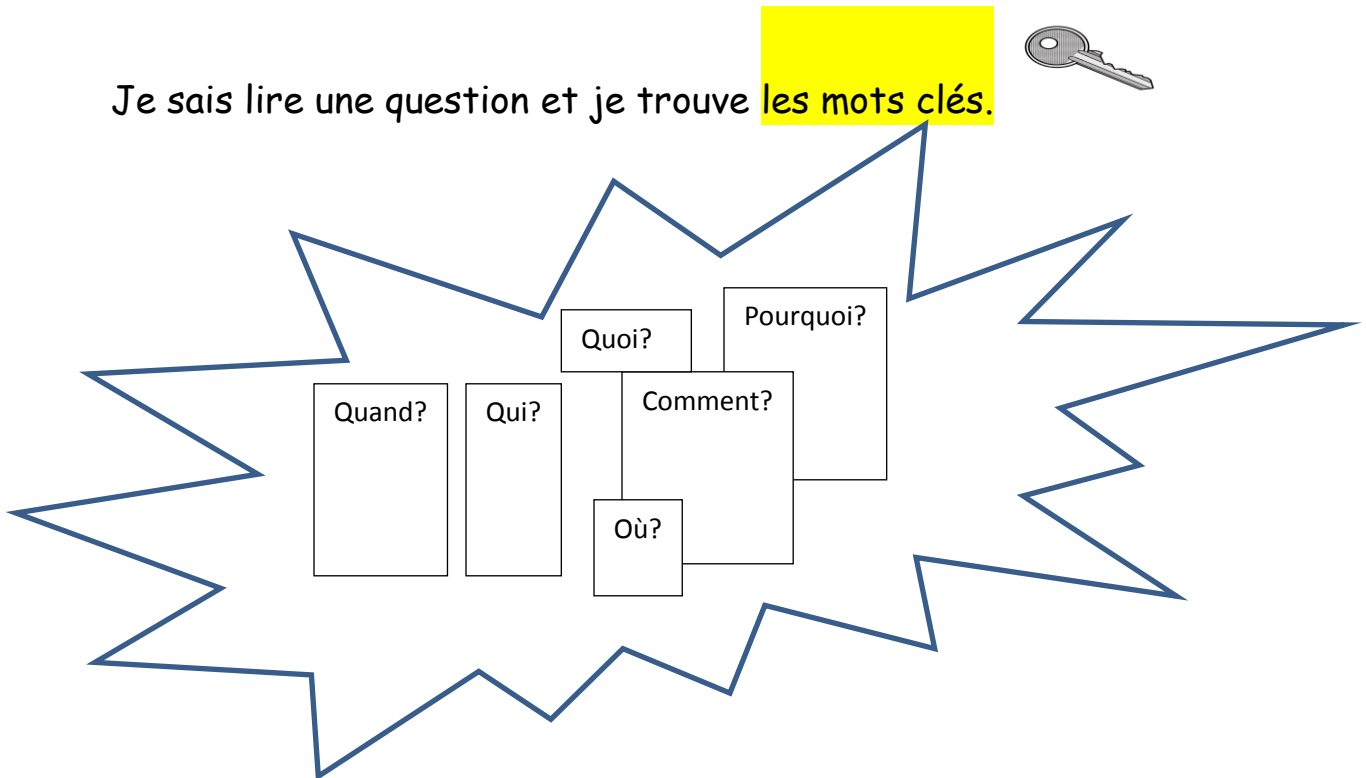 Je sais lire une question et je trouve les mots clés.
Pourquoi?
Quoi?
Comment?
Quand?
Qui?
Où?